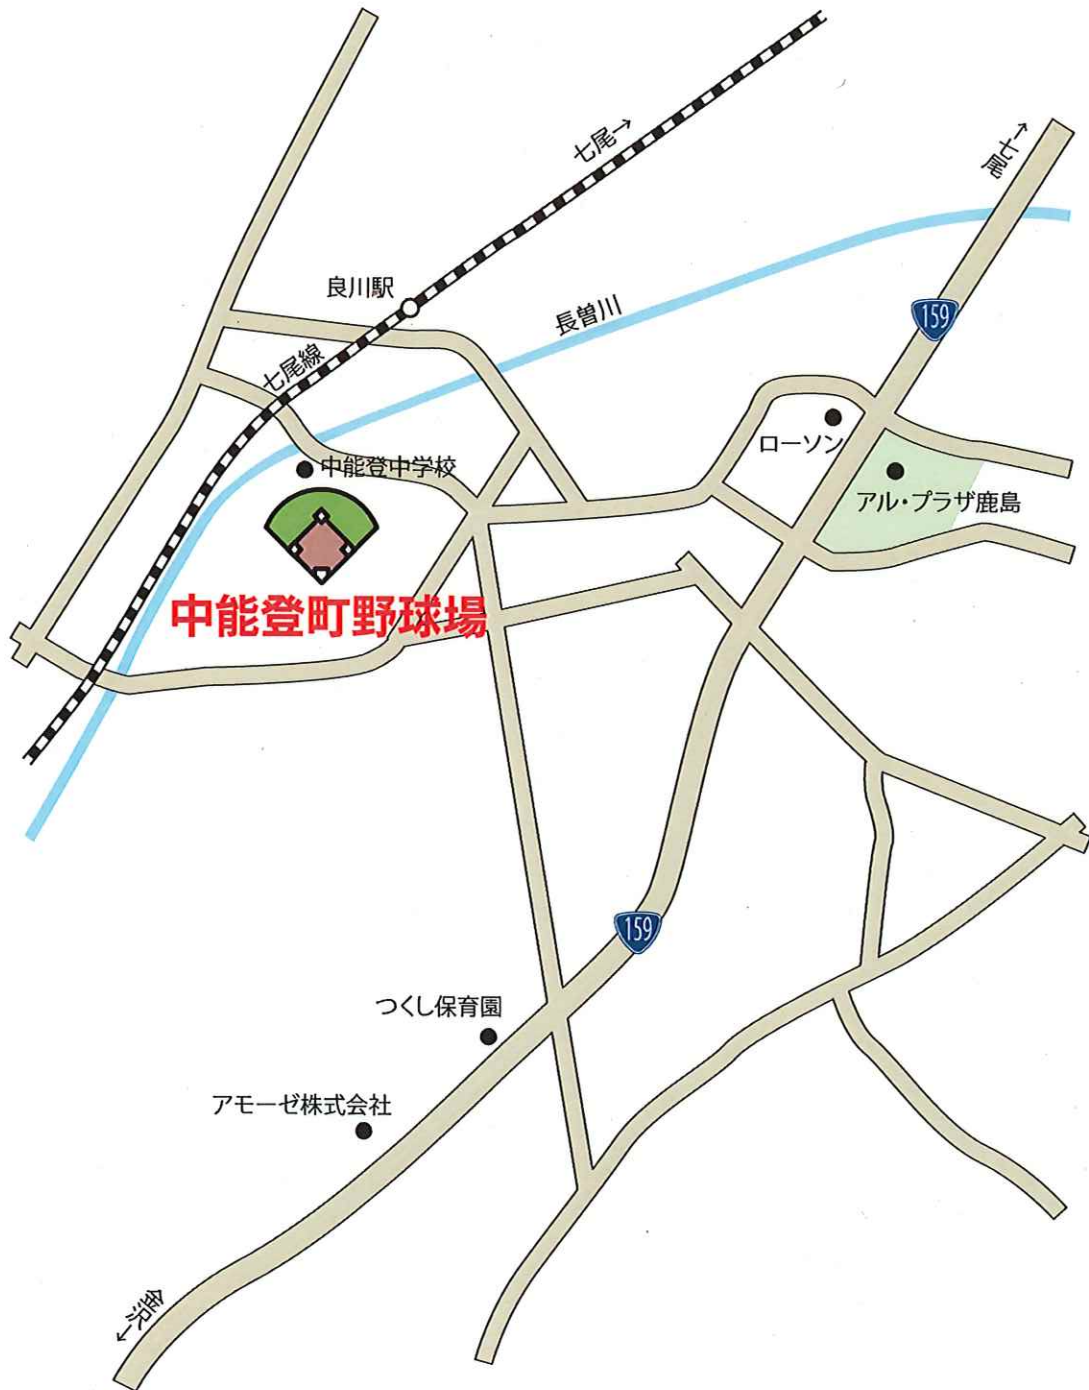 七尾→
←七尾
良川駅
長曽川
159
七尾線
ローソン
中能登中学校
アル・プラザ鹿島
中能登町野球場
159
つくし保育園
アモーゼ株式会社
金沢→